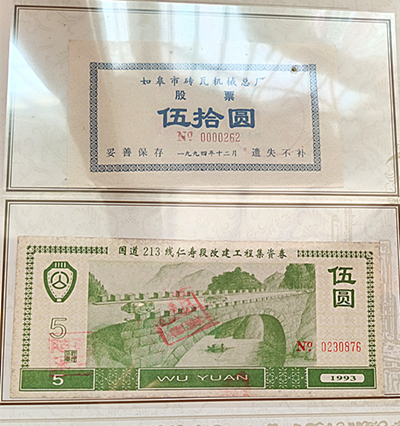 如皋市砖瓦机械总厂
股 票
伍拾圆
No 0000262
妥善保存 一九九四年十二月 遗失不补
国道213线仁寿段改建工程集资券
伍圆
5
No 0230876
5 WU YUAN 1993